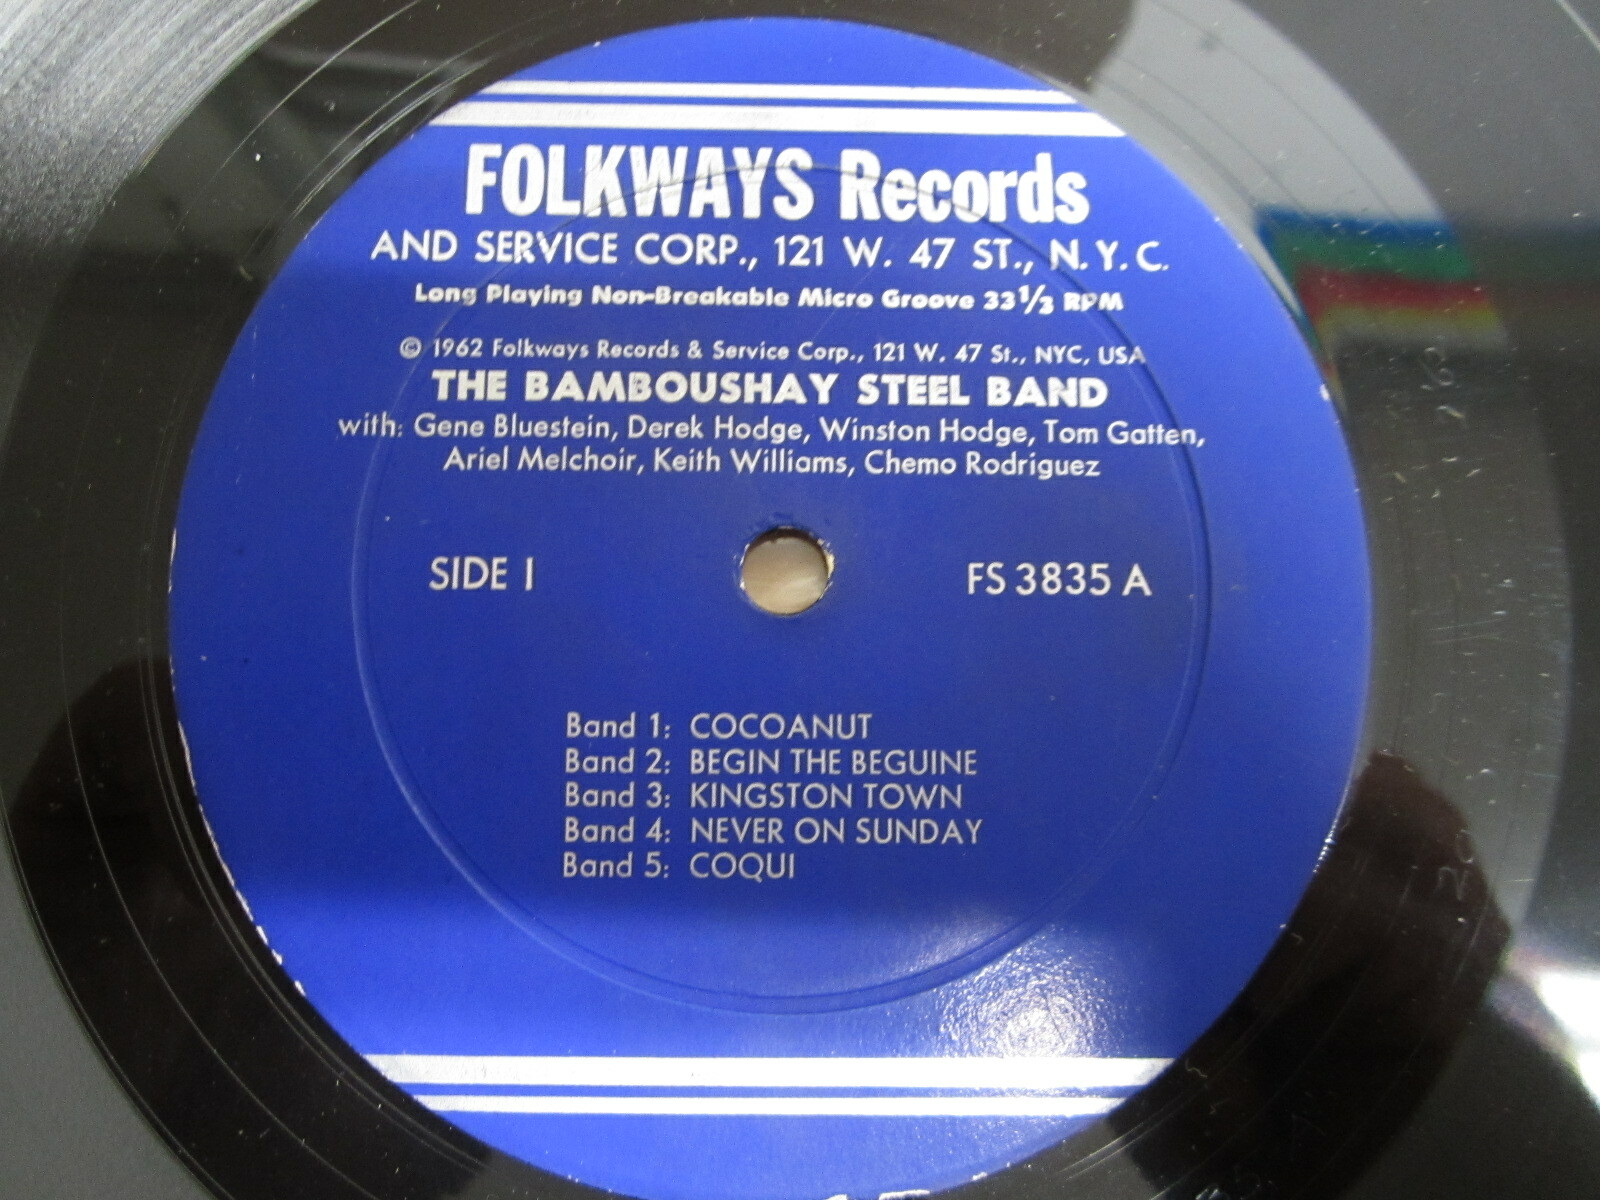 FOLKWAYS Records
AND SERVICE CORP., 121 W. 47 ST., N.Y.C.
Long Playing Non-Breakable Micro Groove 33 1/3 RPM
© 1962 Folkways Records & Service Corp., 121 W. 47 St., NYC, USA
THE BAMBOUSHAY STEEL BAND
with: Gene Bluestein, Derek Hodge, Winston Hodge, Tom Gatten,
Ariel Melchoir, Keith Williams, Chemo Rodriguez
SIDE 1 FS 3835 A
Band 1: COCOANUT
Band 2: BEGIN THE BEGUINE
Band 3: KINGSTON TOWN
Band 4: NEVER ON SUNDAY
Band 5: COQUI